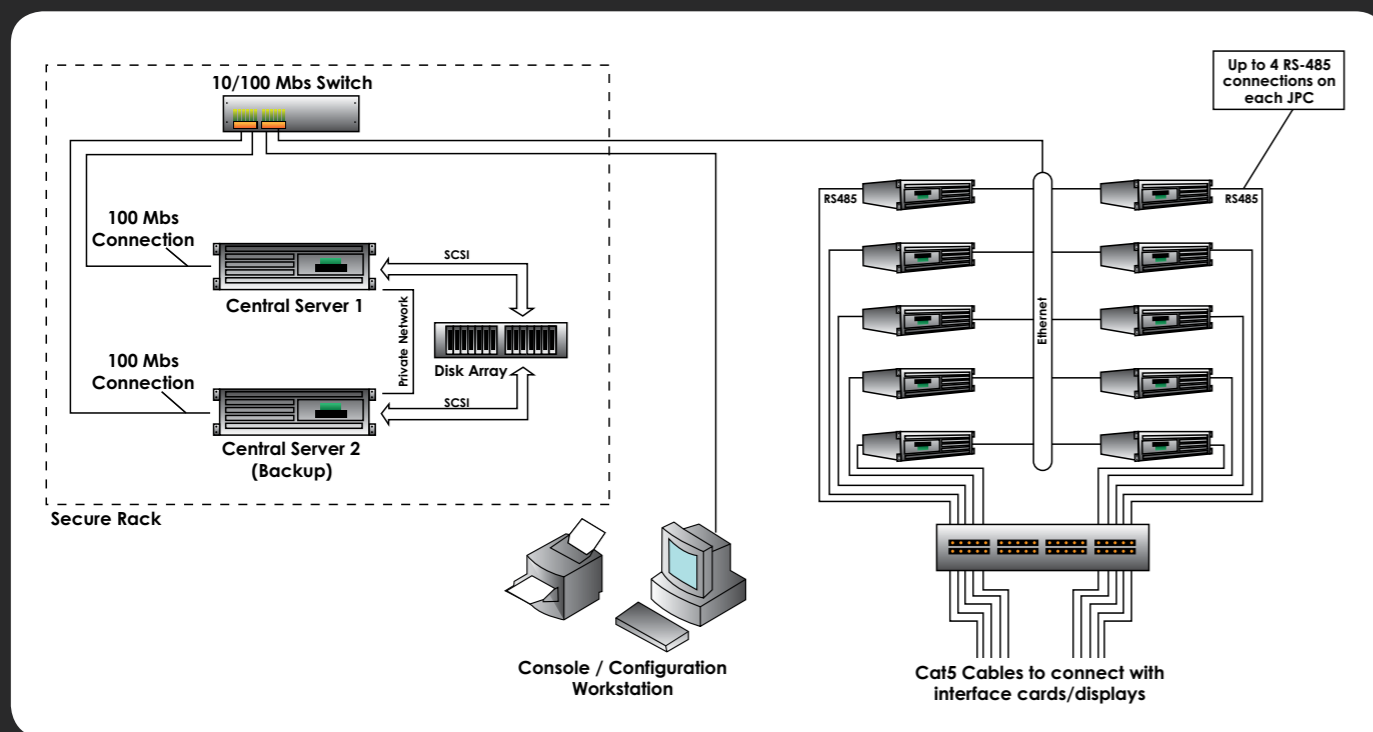 10/100 Mbs Switch
Up to 4 RS-485
connections on
each JPC
RS485
RS485
100 Mbs
Connection
SCSI
Central Server 1
Private Network
Ethernet
Disk Array
100 Mbs
Connection
SCSI
Central Server 2
(Backup)
Secure Rack
Console / Configuration
Workstation
Cat5 Cables to connect with
interface cards/displays